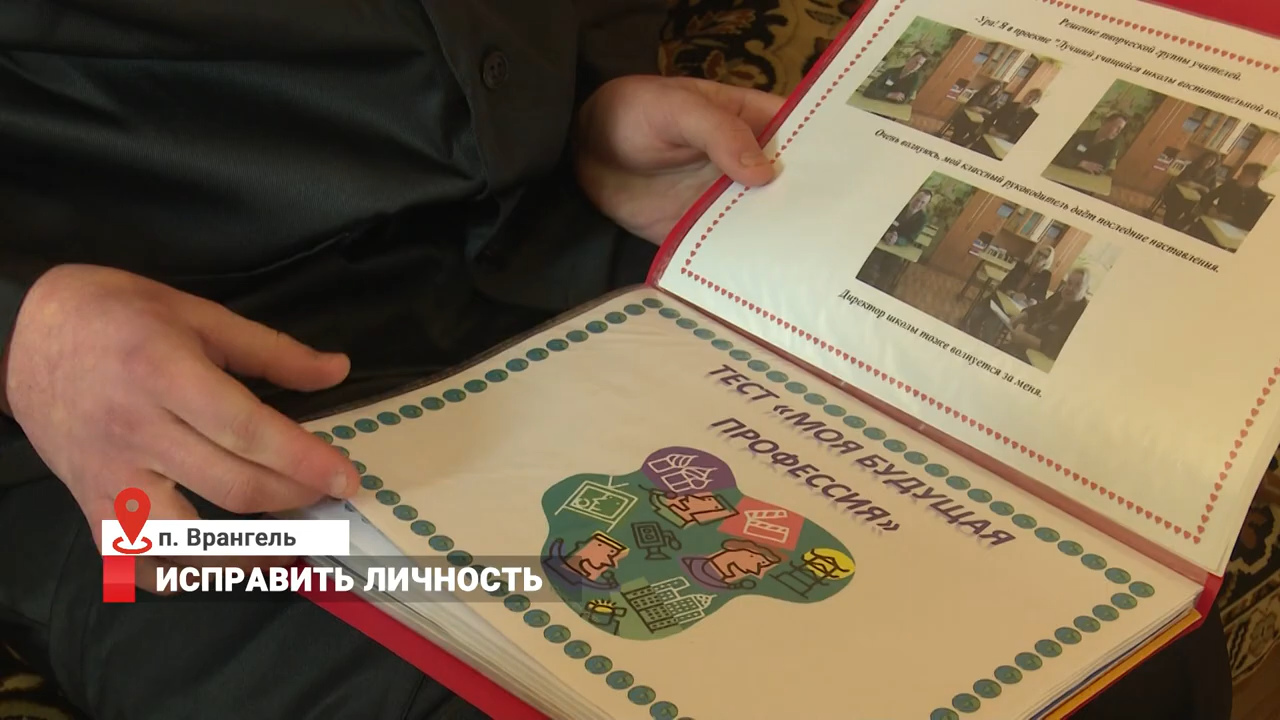 Решение творческой группы учителей.
-Ура! Я в проекте "Лучший учащийся школы воспитательной
Очень волнуюсь, мой классный руководитель даёт последние наставления.
Директор школы тоже волнуется за меня.
ТЕСТ «МОЯ БУДУЩАЯ
ПРОФЕССИЯ»
п. Врангель
ИСПРАВИТЬ ЛИЧНОСТЬ